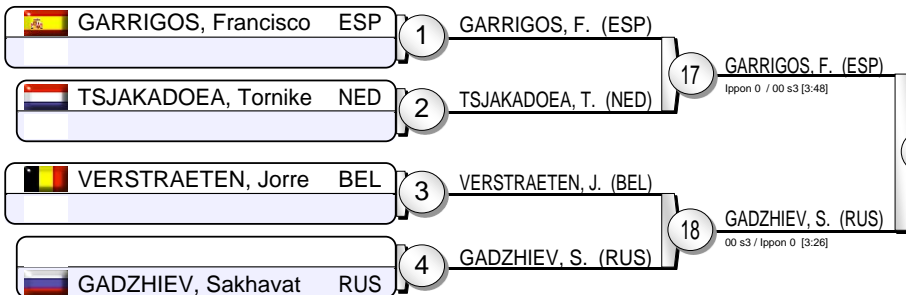 GARRIGOS, Francisco ESP
1
GARRIGOS, F. (ESP)
17
GARRIGOS, F. (ESP)
Ippon 0 / 00 s3 [3:48]
TSJAKADOEA, Tornike NED
2
TSJAKADOEA, T. (NED)
VERSTRAETEN, Jorre BEL
3
VERSTRAETEN, J. (BEL)
18
GADZHIEV, S. (RUS)
00 s3 / Ippon 0 [3:26]
4
GADZHIEV, S. (RUS)
GADZHIEV, Sakhavat RUS